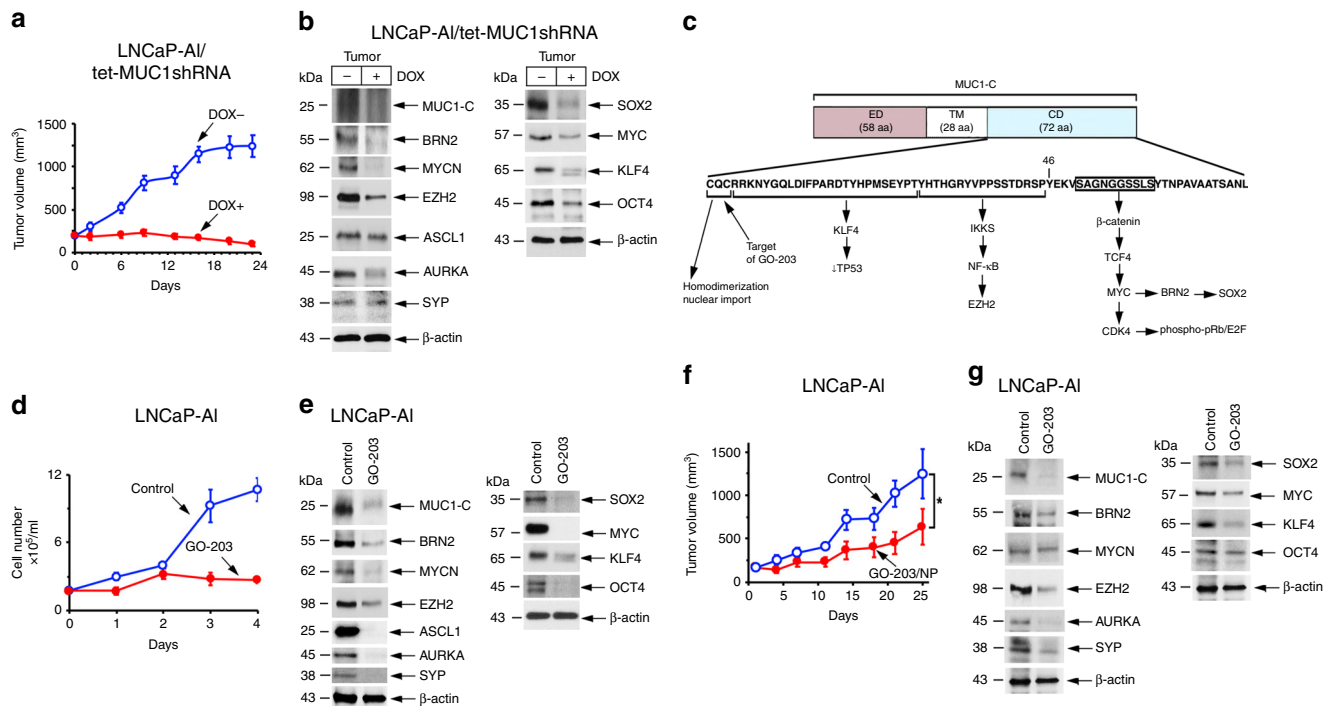 a
LNCaP-AI/
tet-MUC1shRNA
Tumor volume (mm³)
1500
1000
500
0
DOX–
DOX+
0 6 12 13 18 24
Days
b
LNCaP-AI/tet-MUC1shRNA
Tumor
kDa – + DOX
25 MUC1-C
55 BRN2
62 MYCN
98 EZH2
25 ASCL1
45 AURKA
38 SYP
43 β-actin
Tumor
kDa – + DOX
35 SOX2
57 MYC
65 KLF4
45 OCT4
43 β-actin
c
MUC1-C
ED TM CD
(58 aa) (28 aa) (72 aa)
46
CQCRRKNYGQLDIFPARDTYHPMSEYPTYHTHGRYVPPSSTDRSPYEKVSAGNGGSSLSYTNPAVAATSANL
Homodimerization
nuclear import
Target
of GO-203
KLF4
↓TP53
IKKS
NF-κB
EZH2
β-catenin
TCF4
MYC BRN2 SOX2
CDK4 phospho-pRb/E2F
d
LNCaP-AI
Cell number
×10⁵/ml
12
9
6
3
0
Control
GO-203
0 1 2 3 4
Days
e
LNCaP-AI
Control GO-203
kDa
25 MUC1-C
55 BRN2
62 MYCN
98 EZH2
25 ASCL1
45 AURKA
38 SYP
43 β-actin
Control GO-203
kDa
35 SOX2
57 MYC
65 KLF4
45 OCT4
43 β-actin
f
LNCaP-AI
Tumor volume (mm³)
1500
1000
500
0
Control
GO-203/NP
*
0 5 10 15 20 25
Days
g
LNCaP-AI
Control GO-203
kDa
25 MUC1-C
55 BRN2
62 MYCN
98 EZH2
45 AURKA
38 SYP
43 β-actin
Control GO-203
kDa
35 SOX2
57 MYC
65 KLF4
45 OCT4
43 β-actin